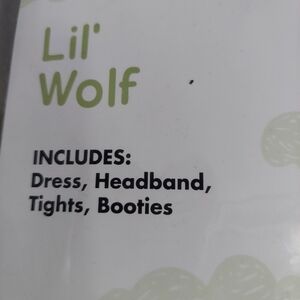 Lil'
Wolf
INCLUDES:
Dress, Headband,
Tights, Booties